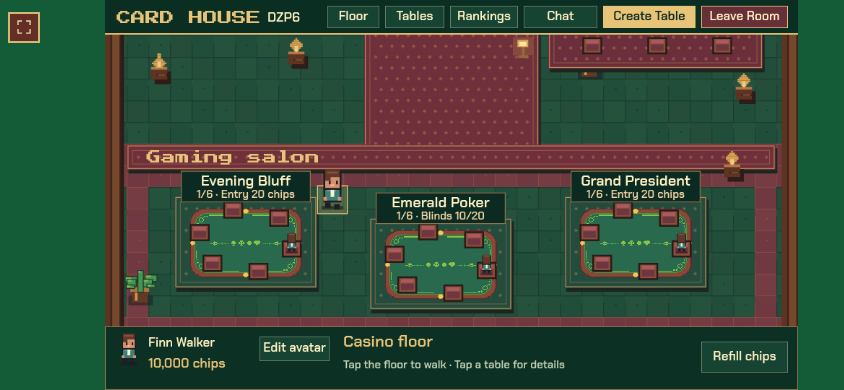 CARD HOUSE DZP6
Floor
Tables
Rankings
Chat
Create Table
Leave Room
Gaming salon
Evening Bluff
1/6 · Entry 20 chips
Emerald Poker
1/6 · Blinds 10/20
Grand President
1/6 · Entry 20 chips
Finn Walker
10,000 chips
Edit avatar
Casino floor
Tap the floor to walk · Tap a table for details
Refill chips